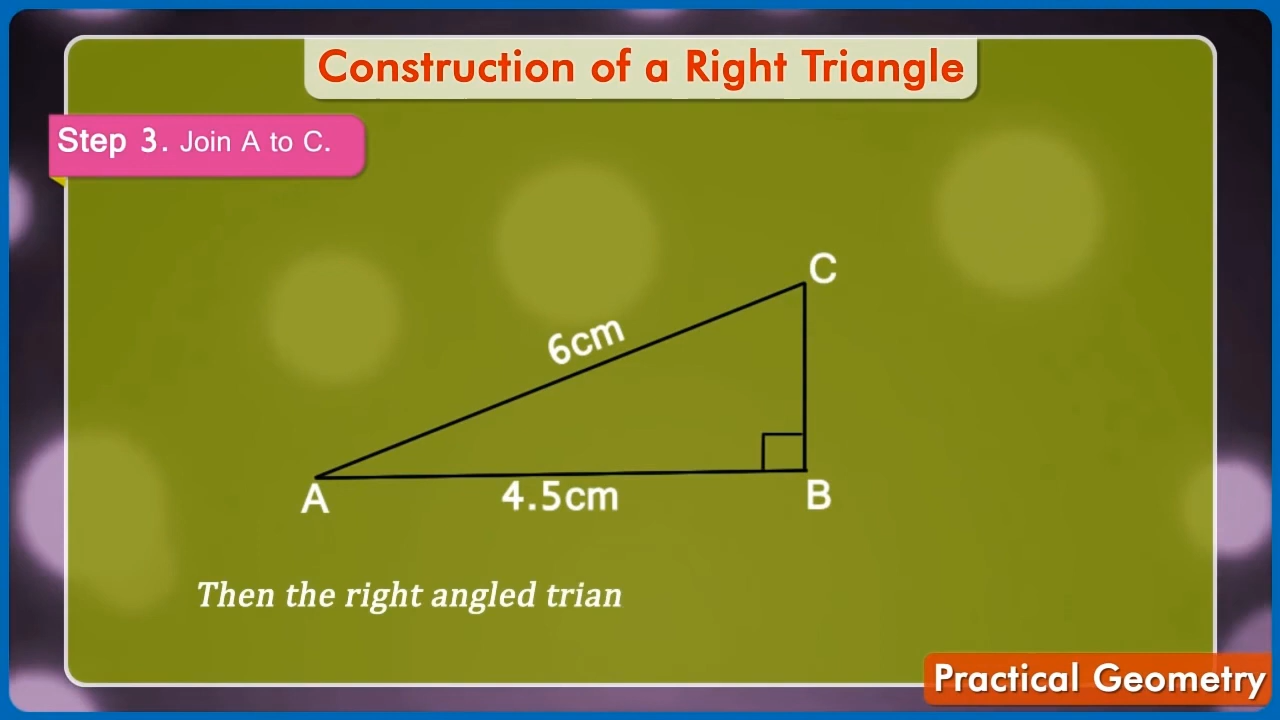 Construction of a Right Triangle
Step 3. Join A to C.
C
6cm
A
4.5cm
B
Then the right angled trian
Practical Geometry